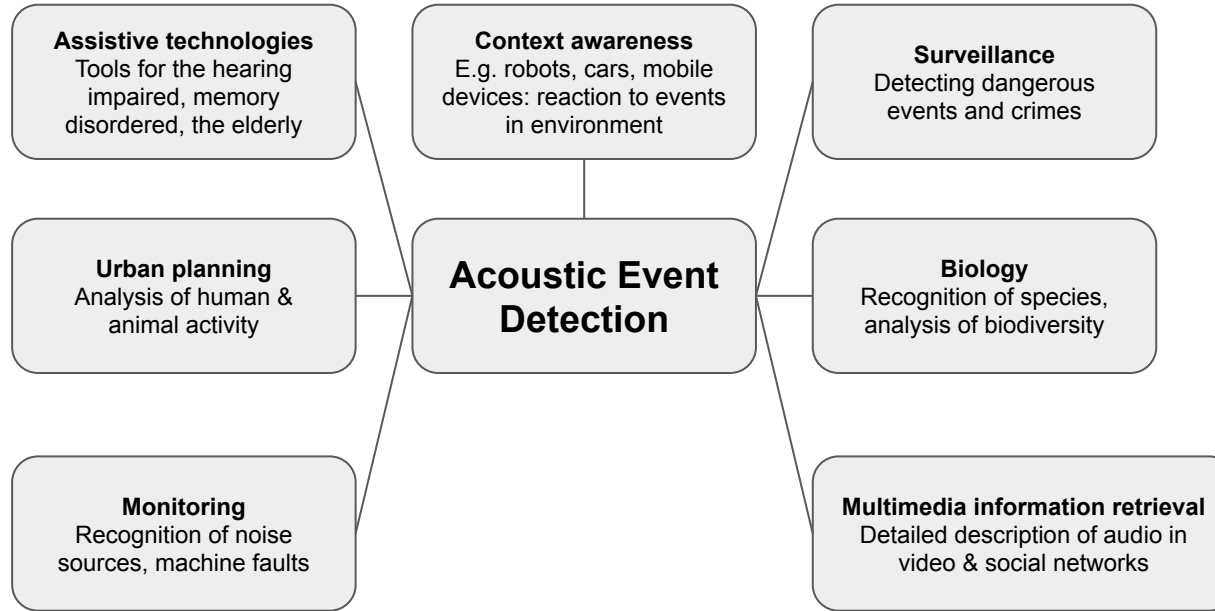 Assistive technologies
Tools for the hearing
impaired, memory
disordered, the elderly
Context awareness
E.g. robots, cars, mobile
devices: reaction to events
in environment
Surveillance
Detecting dangerous
events and crimes
Urban planning
Analysis of human &
animal activity
Acoustic Event
Detection
Biology
Recognition of species,
analysis of biodiversity
Monitoring
Recognition of noise
sources, machine faults
Multimedia information retrieval
Detailed description of audio in
video & social networks